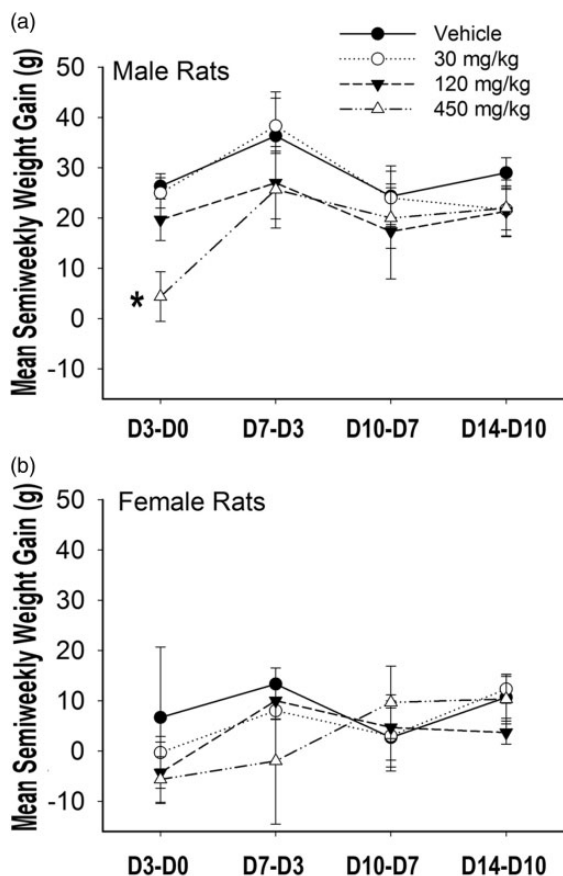 (a)
Vehicle
30 mg/kg
120 mg/kg
450 mg/kg
Male Rats
Mean Semiweekly Weight Gain (g)
50
40
30
20
10
0
-10
*
D3-D0 D7-D3 D10-D7 D14-D10
(b)
Female Rats
Mean Semiweekly Weight Gain (g)
50
40
30
20
10
0
-10
D3-D0 D7-D3 D10-D7 D14-D10